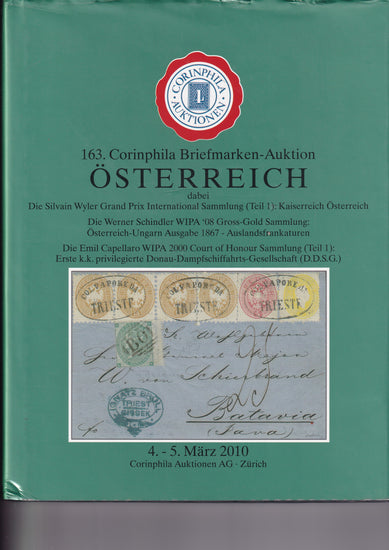 CORINPHILA
AUKTIONEN
163. Corinphila Briefmarken-Auktion
ÖSTERREICH
dabei
Die Silvain Wyler Grand Prix International Sammlung (Teil 1): Kaiserreich Österreich
Die Werner Schindler WIPA '08 Gross-Gold Sammlung:
Österreich-Ungarn Ausgabe 1867 - Auslandsfrankaturen
Die Emil Capellaro WIPA 2000 Court of Honour Sammlung (Teil 1):
Erste k.k. privilegierte Donau-Dampfschiffahrts-Gesellschaft (D.D.S.G.)
TRIESTE
TRIESTE
TRIESTE
TRIEST
Batavia
(Java)
4. - 5. März 2010
Corinphila Auktionen AG · Zürich